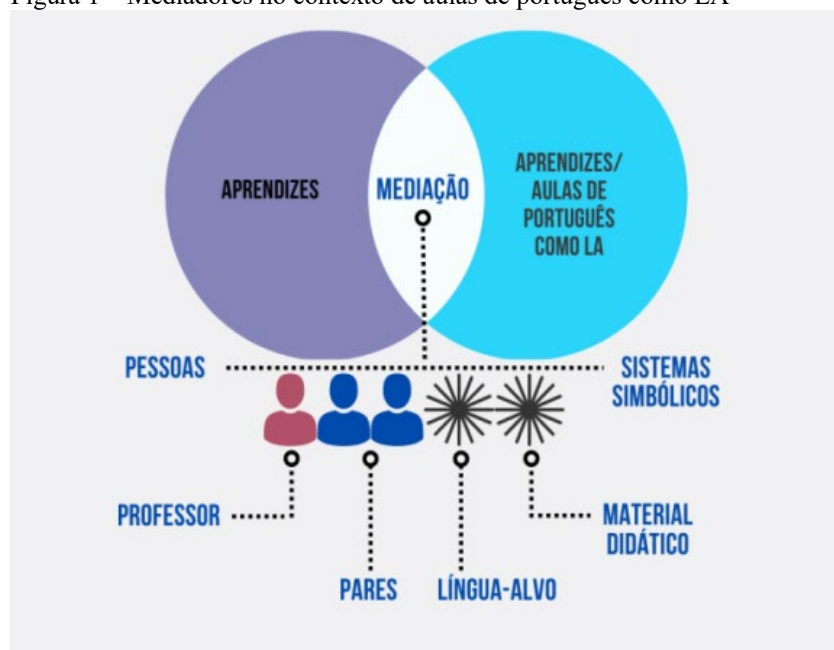 Figura 1 – Mediadores no contexto de aulas de português como LA
APRENDIZES
MEDIAÇÃO
APRENDIZES/
AULAS DE
PORTUGUÊS
COMO LA
PESSOAS
SISTEMAS
SIMBÓLICOS
PROFESSOR
MATERIAL
DIDÁTICO
PARES
LÍNGUA-ALVO